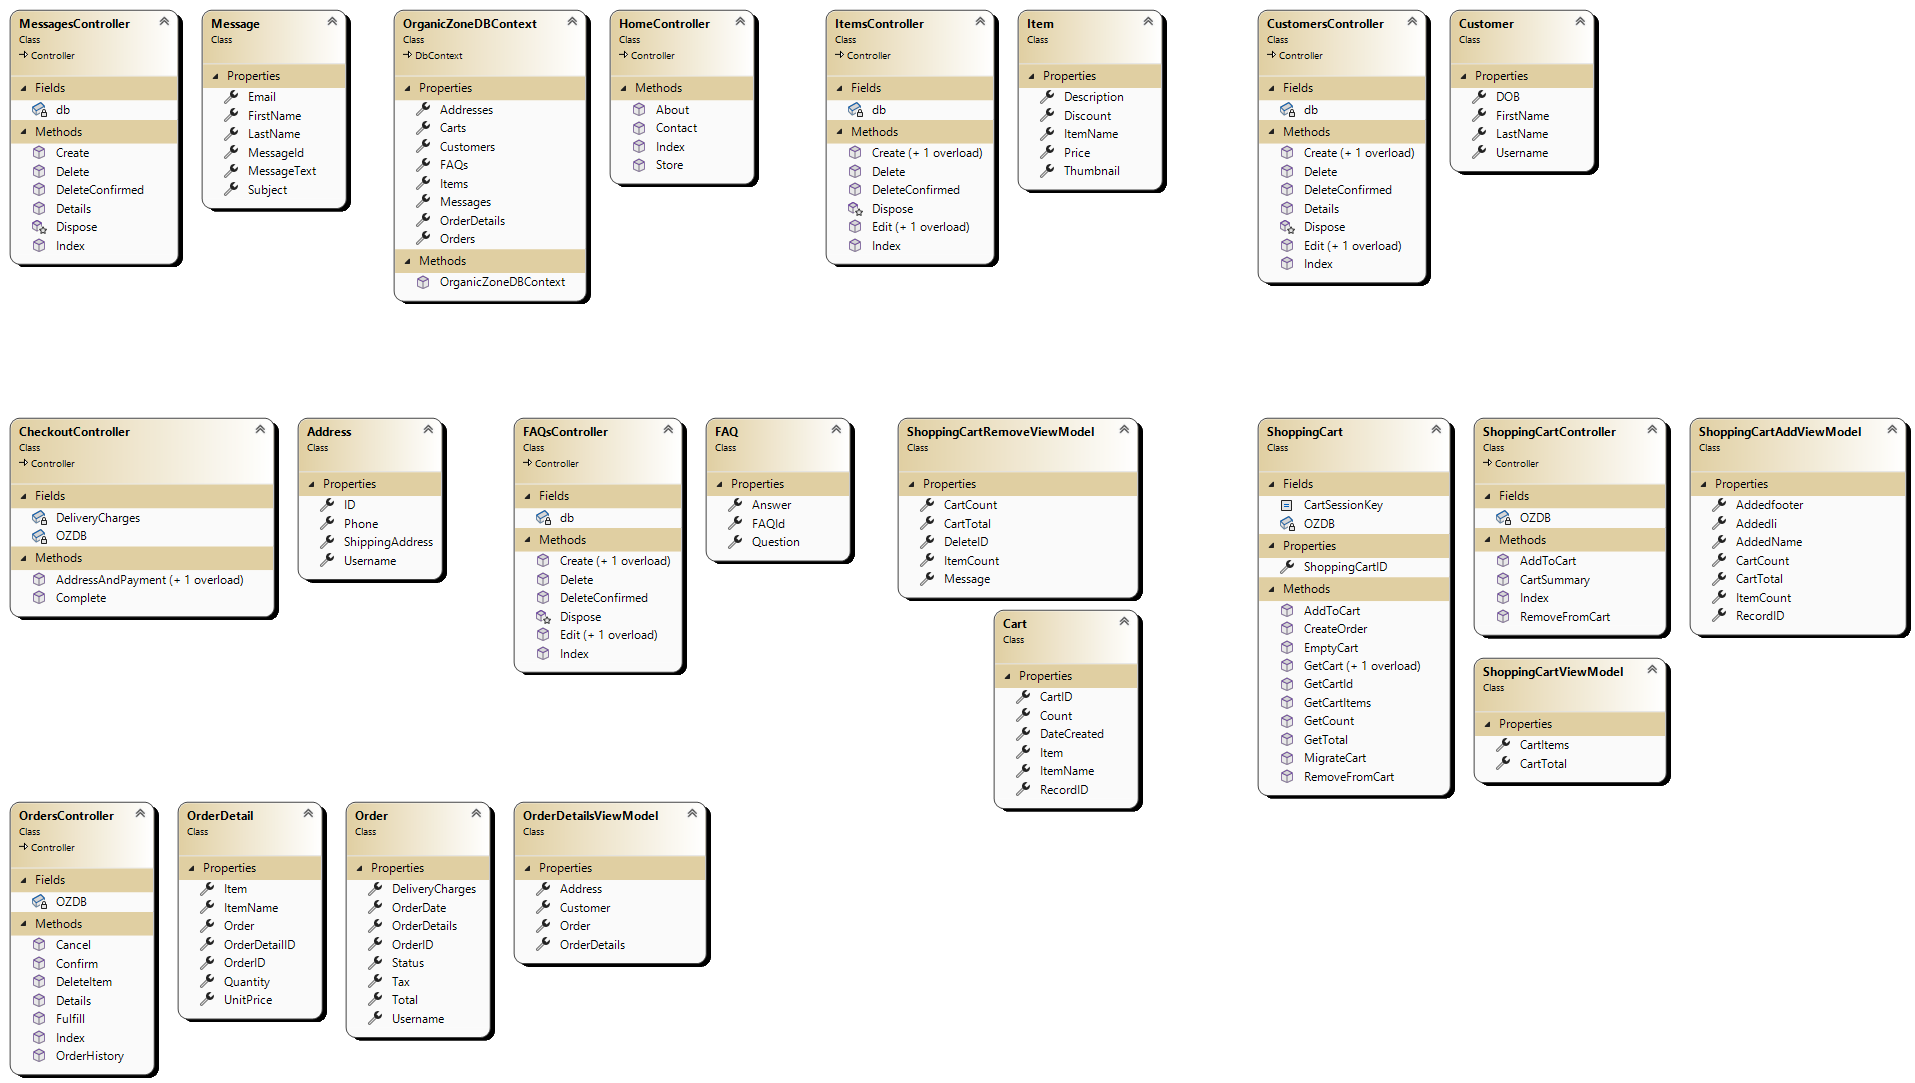 MessagesController
Class
Controller
Fields
db
Methods
Create
Delete
DeleteConfirmed
Details
Dispose
Index
Message
Class
Properties
Email
FirstName
LastName
MessageId
MessageText
Subject
OrganicZoneDBContext
Class
DbContext
Properties
Addresses
Carts
Customers
FAQs
Items
Messages
OrderDetails
Orders
Methods
OrganicZoneDBContext
HomeController
Class
Controller
Methods
About
Contact
Index
Store
ItemsController
Class
Controller
Fields
db
Methods
Create (+ 1 overload)
Delete
DeleteConfirmed
Dispose
Edit (+ 1 overload)
Index
Item
Class
Properties
Description
Discount
ItemName
Price
Thumbnail
CustomersController
Class
Controller
Fields
db
Methods
Create (+ 1 overload)
Delete
DeleteConfirmed
Details
Dispose
Edit (+ 1 overload)
Index
Customer
Class
Properties
DOB
FirstName
LastName
Username
CheckoutController
Class
Controller
Fields
DeliveryCharges
OZDB
Methods
AddressAndPayment (+ 1 overload)
Complete
Address
Class
Properties
ID
Phone
ShippingAddress
Username
FAQsController
Class
Controller
Fields
db
Methods
Create (+ 1 overload)
Delete
DeleteConfirmed
Dispose
Edit (+ 1 overload)
Index
FAQ
Class
Properties
Answer
FAQId
Question
ShoppingCartRemoveViewModel
Class
Properties
CartCount
CartTotal
DeleteID
ItemCount
Message
Cart
Class
Properties
CartID
Count
DateCreated
Item
ItemName
RecordID
ShoppingCart
Class
Fields
CartSessionKey
OZDB
Properties
ShoppingCartID
Methods
AddToCart
CreateOrder
EmptyCart
GetCart (+ 1 overload)
GetCartId
GetCartItems
GetCount
GetTotal
MigrateCart
RemoveFromCart
ShoppingCartController
Class
Controller
Fields
OZDB
Methods
AddToCart
CartSummary
Index
RemoveFromCart
ShoppingCartAddViewModel
Class
Properties
Addedfooter
Addedli
AddedName
CartCount
CartTotal
ItemCount
RecordID
ShoppingCartViewModel
Class
Properties
CartItems
CartTotal
OrdersController
Class
Controller
Fields
OZDB
Methods
Cancel
Confirm
DeleteItem
Details
Fulfill
Index
OrderHistory
OrderDetail
Class
Properties
Item
ItemName
Order
OrderDetailID
OrderID
Quantity
UnitPrice
Order
Class
Properties
DeliveryCharges
OrderDate
OrderDetails
OrderID
Status
Tax
Total
Username
OrderDetailsViewModel
Class
Properties
Address
Customer
Order
OrderDetails